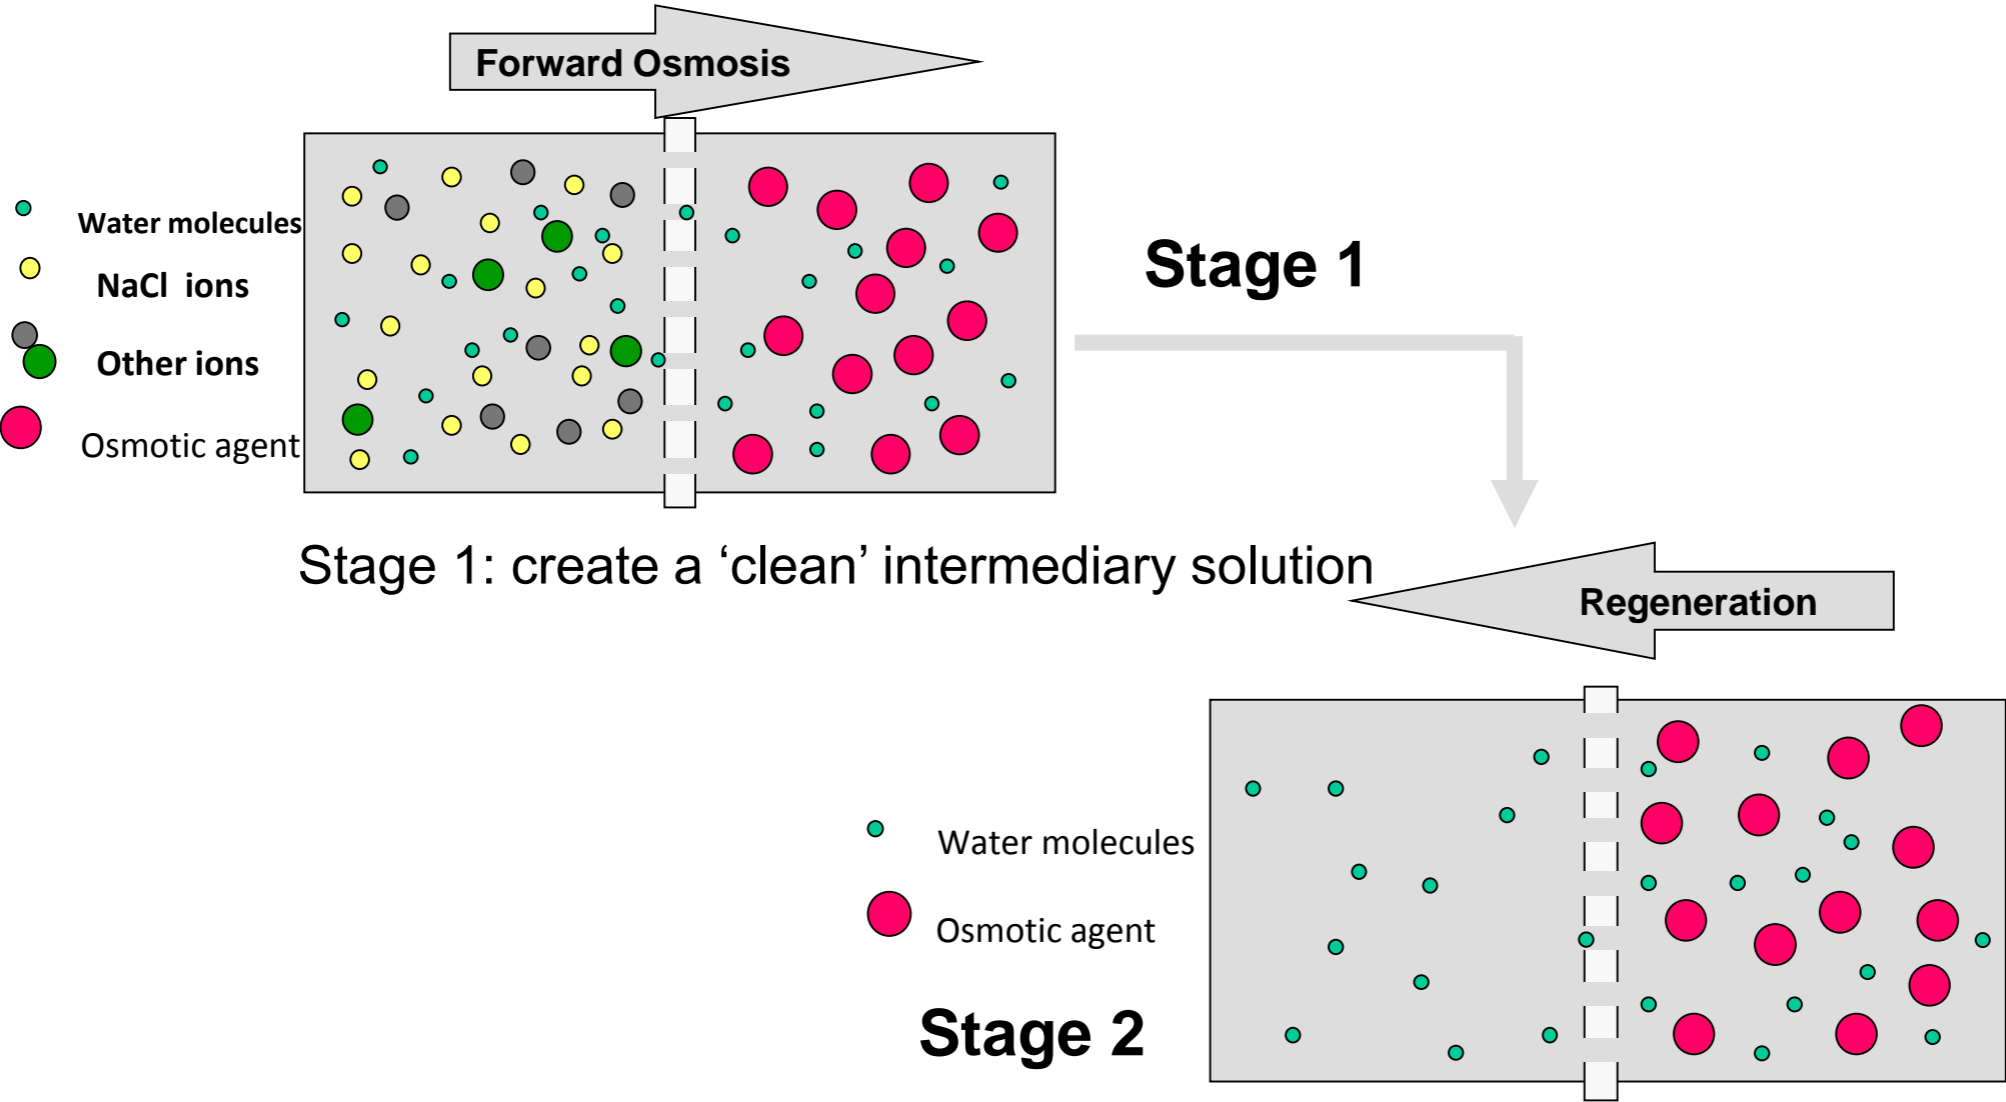 Forward Osmosis
Water molecules
NaCl ions
Other ions
Osmotic agent
Stage 1
Stage 1: create a ‘clean’ intermediary solution
Regeneration
Water molecules
Osmotic agent
Stage 2